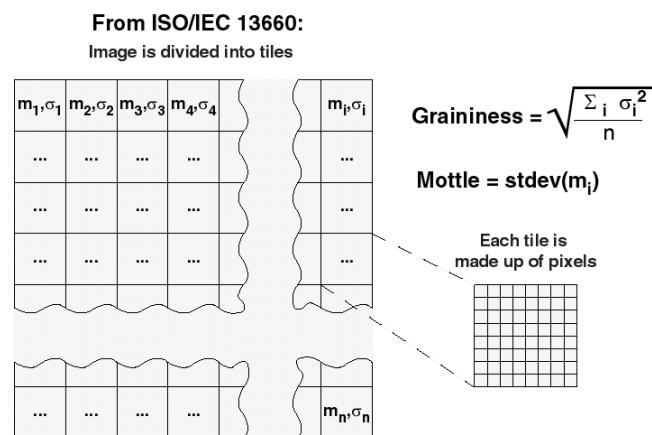 From ISO/IEC 13660:
Image is divided into tiles
m₁,σ₁ m₂,σ₂ m₃,σ₃ m₄,σ₄ mᵢ,σᵢ
... ... ... ... ...
... ... ... ... ...
... ... ... ... ...
... ... ... ... mₙ,σₙ
Graininess = √(Σᵢ σᵢ² / n)
Mottle = stdev(mᵢ)
Each tile is
made up of pixels